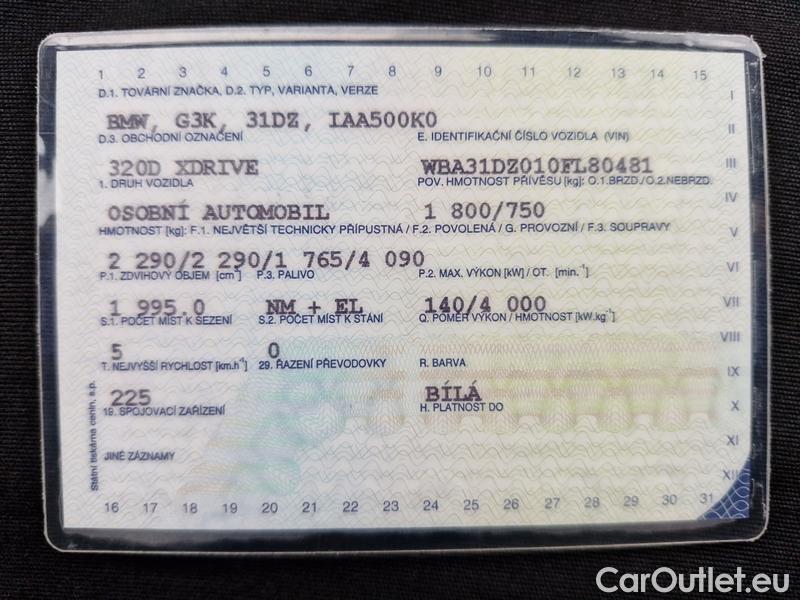 1 2 3 4 5 6 7 8 9 10 11 12 13 14 15
D.1. TOVÁRNÍ ZNAČKA, D.2. TYP, VARIANTA, VERZE
I
BMW, G3K, 31DZ, IAA500K0
D.3. OBCHODNÍ OZNAČENÍ E. IDENTIFIKAČNÍ ČÍSLO VOZIDLA (VIN)
II
320D XDRIVE WBA31DZ010FL80481
III
1. DRUH VOZIDLA POV. HMOTNOST PŘÍVĚSU [kg]: O.1.BRZD./O.2.NEBRZD.
IV
OSOBNÍ AUTOMOBIL 1 800/750
HMOTNOST [kg]: F.1. NEJVĚTŠÍ TECHNICKY PŘÍPUSTNÁ / F.2. POVOLENÁ / G. PROVOZNÍ / F.3. SOUPRAVY
V
2 290/2 290/1 765/4 090
VI
P.1. ZDVIHOVÝ OBJEM [cm³] P.3. PALIVO P.2. MAX. VÝKON [kW] / OT. [min.⁻¹]
1 995.0 NM + EL 140/4 000
VII
S.1. POČET MÍST K SEZENÍ S.2. POČET MÍST K STÁNÍ Q. POMĚR VÝKON / HMOTNOST [kW.kg⁻¹]
VIII
5 0
T. NEJVYŠŠÍ RYCHLOST [km.h⁻¹] 29. ŘAZENÍ PŘEVODOVKY R. BARVA
IX
225 BÍLÁ
19. SPOJOVACÍ ZAŘÍZENÍ H. PLATNOST DO
X
XI
JINÉ ZÁZNAMY
XII
16 17 18 19 20 21 22 23 24 25 26 27 28 29 30 31
Státní tiskárna cenin, s.p.
CarOutlet.eu